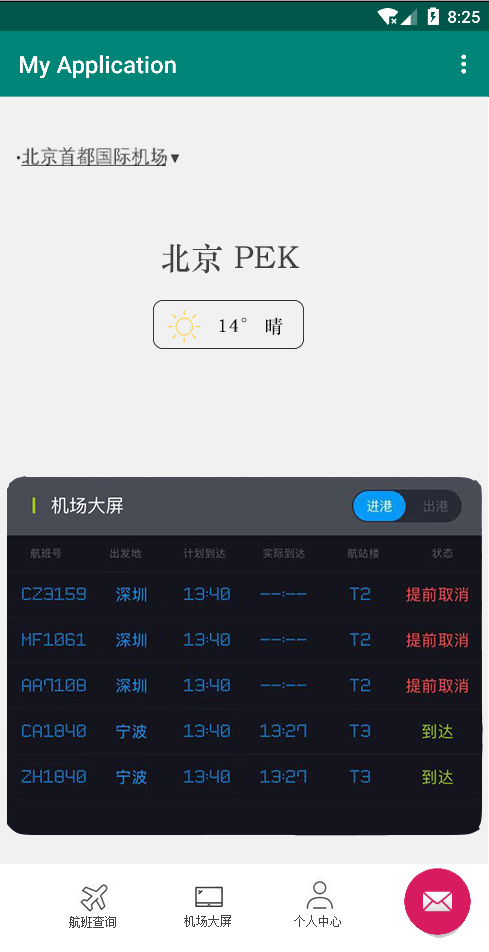 8:25
My Application
·北京首都国际机场▼
北京 PEK
14° 晴
机场大屏 进港 出港
航班号 出发地 计划到达 实际到达 航站楼 状态
CZ3159 深圳 13:40 --:-- T2 提前取消
MF1061 深圳 13:40 --:-- T2 提前取消
AA7108 深圳 13:40 --:-- T2 提前取消
CA1840 宁波 13:40 13:27 T3 到达
ZH1840 宁波 13:40 13:27 T3 到达
航班查询 机场大屏 个人中心